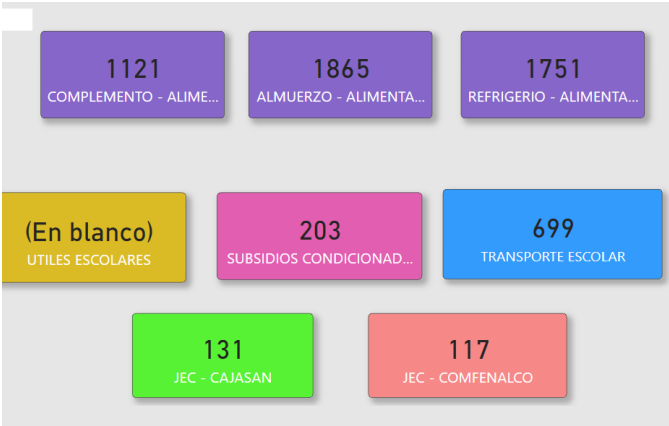 1121
COMPLEMENTO - ALIME...
1865
ALMUERZO - ALIMENTA...
1751
REFRIGERIO - ALIMENTA...
(En blanco)
UTILES ESCOLARES
203
SUBSIDIOS CONDICIONAD...
699
TRANSPORTE ESCOLAR
131
JEC - CAJASAN
117
JEC - COMFENALCO